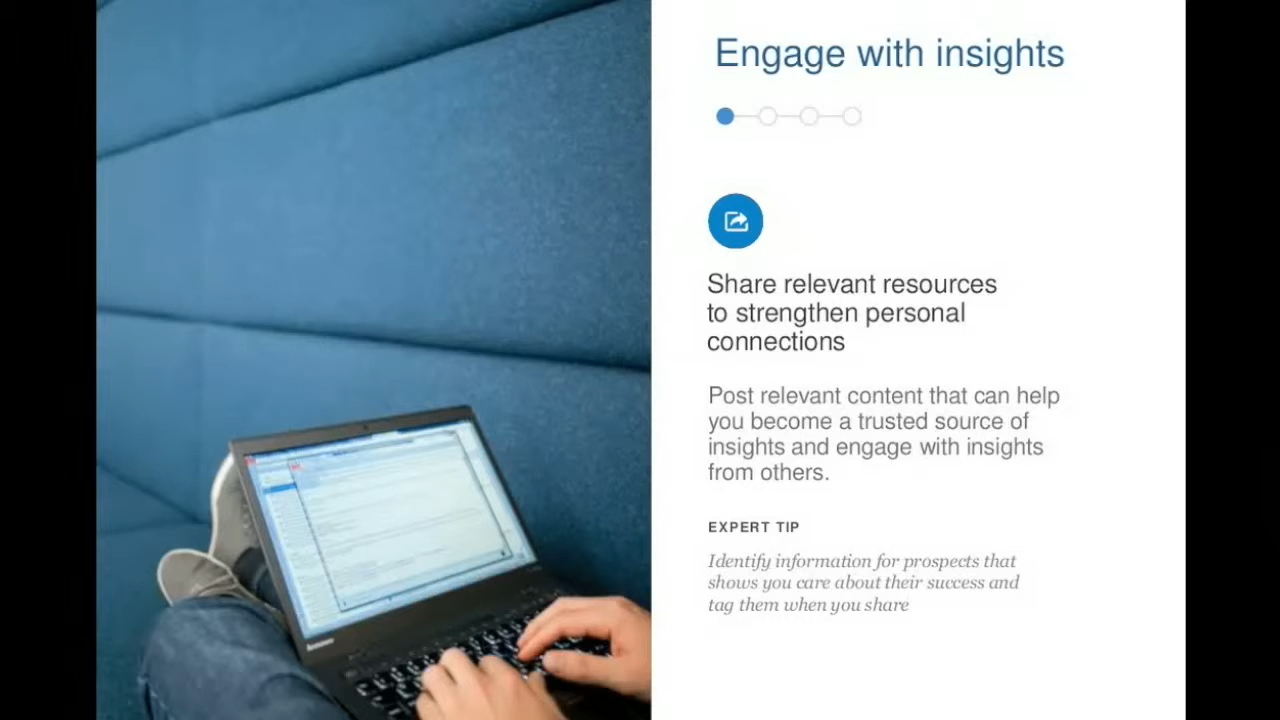 Engage with insights
Share relevant resources
to strengthen personal
connections
Post relevant content that can help
you become a trusted source of
insights and engage with insights
from others.
EXPERT TIP
Identify information for prospects that
shows you care about their success and
tag them when you share